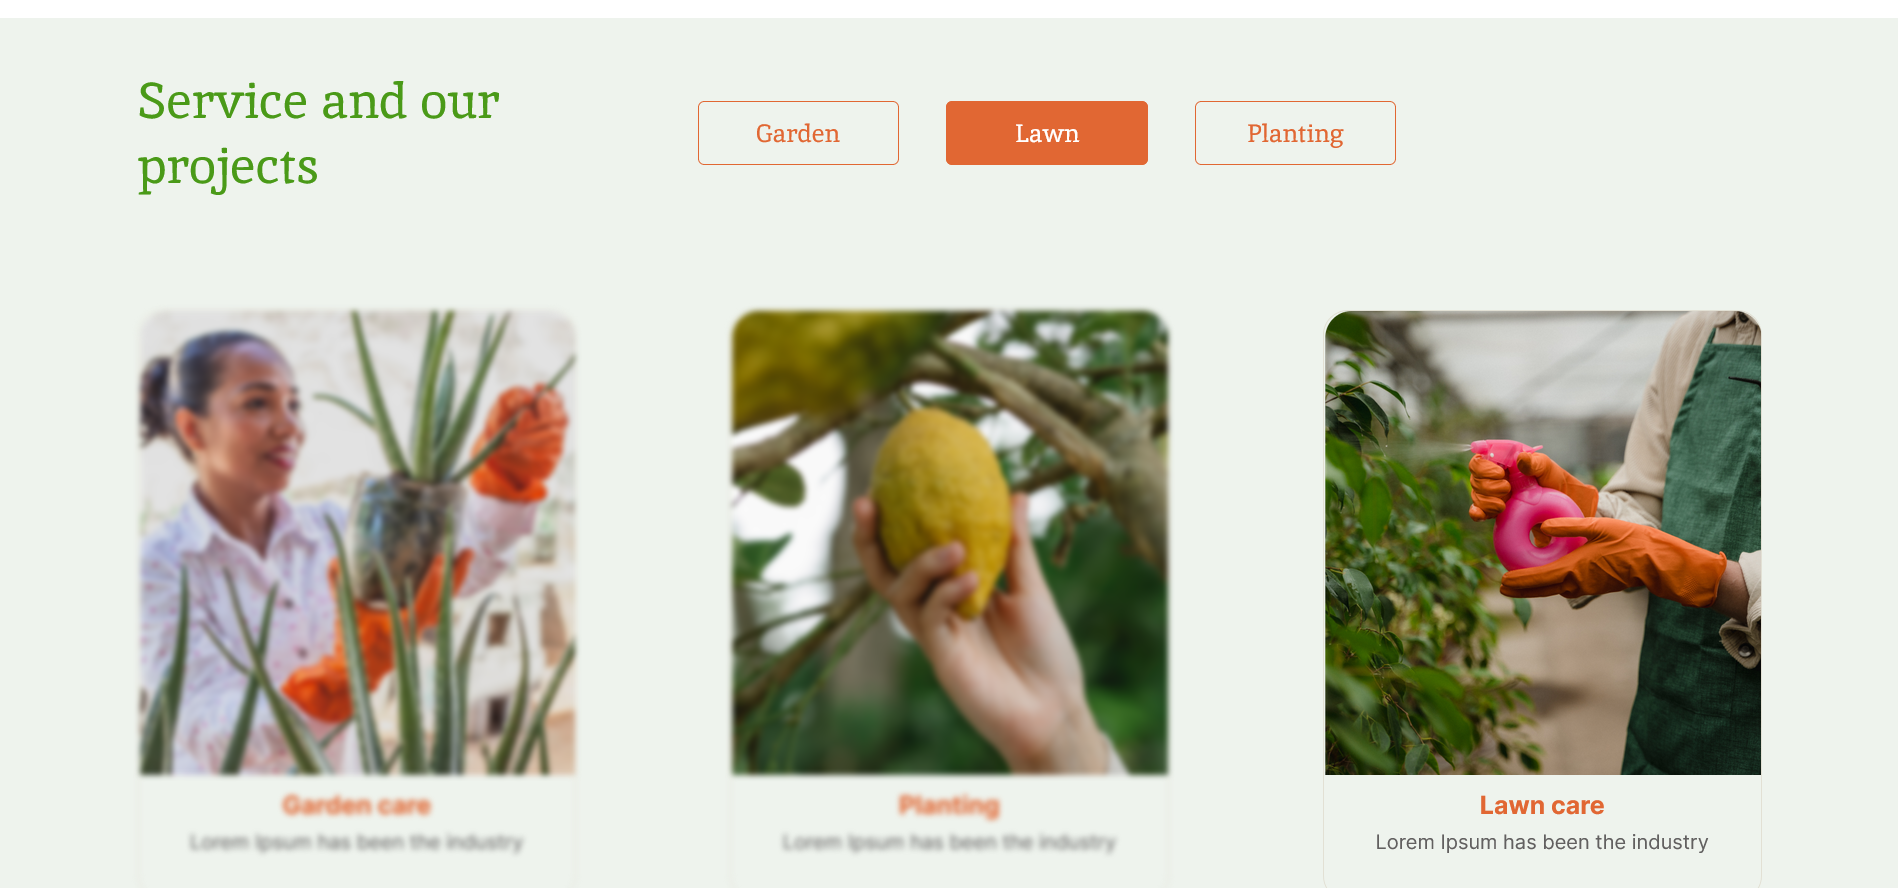 Service and our
projects
Garden
Lawn
Planting
Garden care
Lorem Ipsum has been the industry
Planting
Lorem Ipsum has been the industry
Lawn care
Lorem Ipsum has been the industry